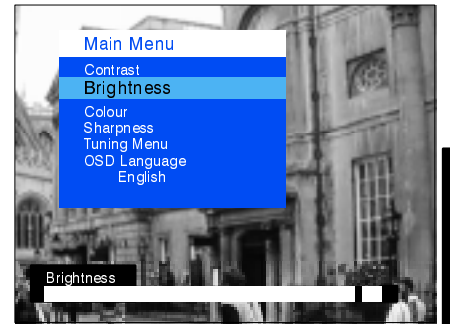 Main Menu
Contrast
Brightness
Colour
Sharpness
Tuning Menu
OSD Language
English
Brightness